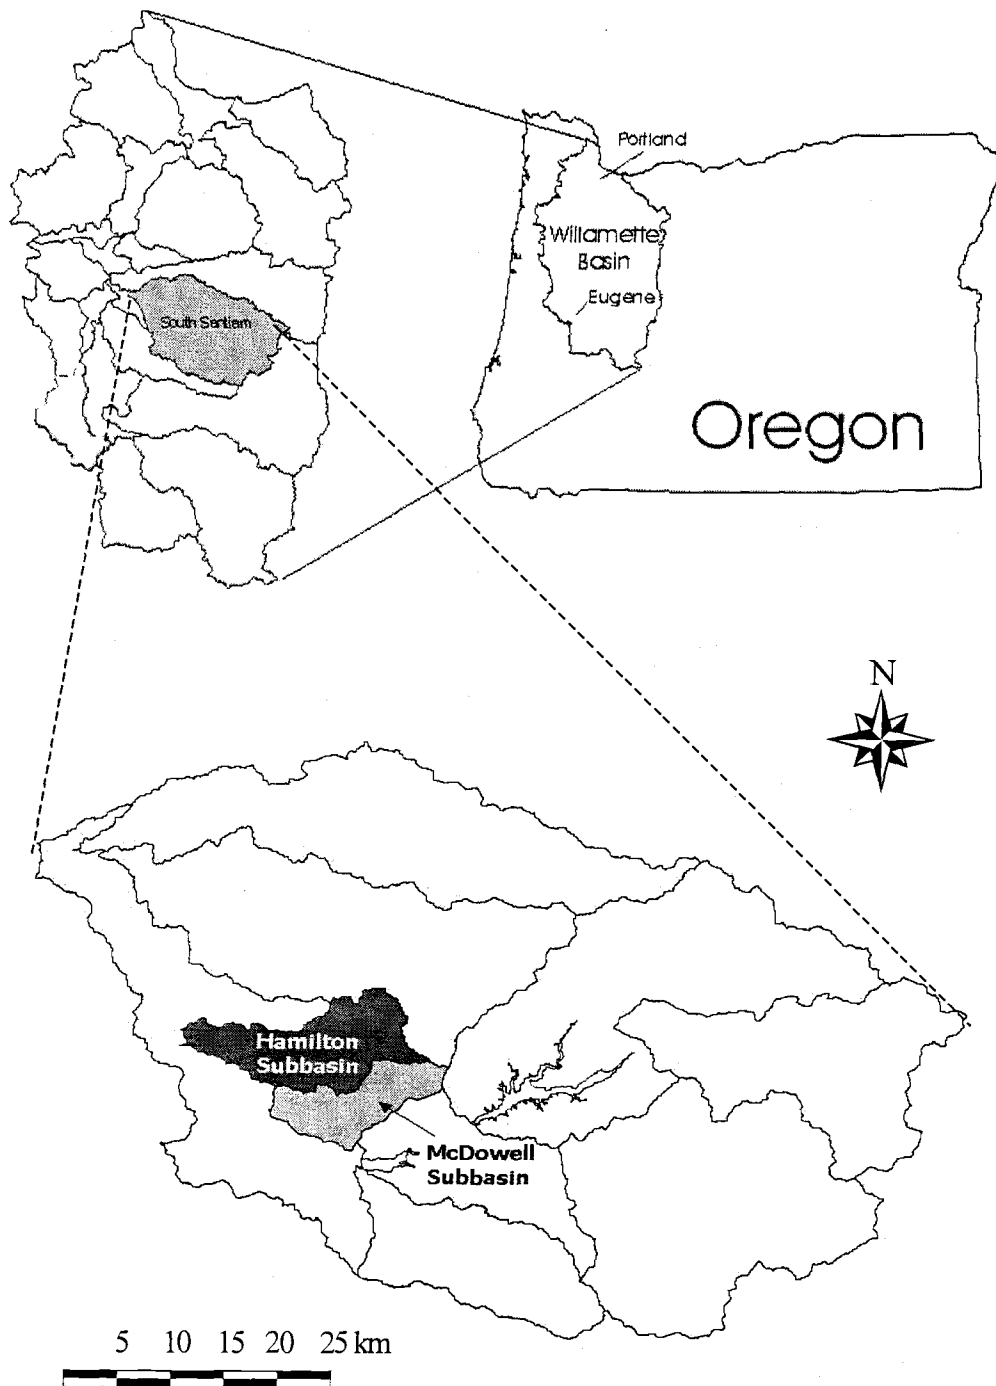 Portland
Willamette
Basin
Eugene
South Santiam
Oregon
N
Hamilton
Subbasin
McDowell
Subbasin
5 10 15 20 25 km